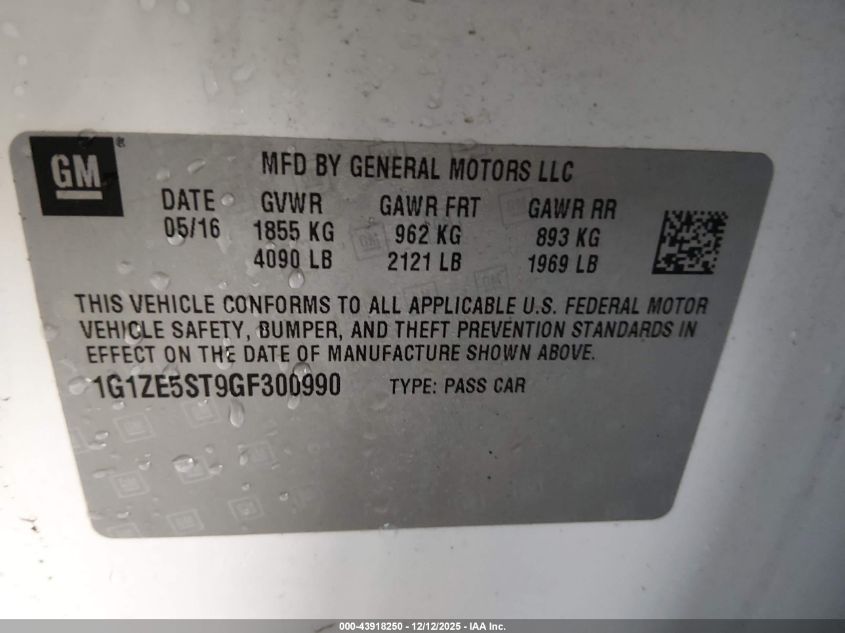 GM
MFD BY GENERAL MOTORS LLC
DATE GVWR GAWR FRT GAWR RR
05/16 1855 KG 962 KG 893 KG
4090 LB 2121 LB 1969 LB
THIS VEHICLE CONFORMS TO ALL APPLICABLE U.S. FEDERAL MOTOR
VEHICLE SAFETY, BUMPER, AND THEFT PREVENTION STANDARDS IN
EFFECT ON THE DATE OF MANUFACTURE SHOWN ABOVE.
1G1ZE5ST9GF300990 TYPE: PASS CAR
000-43918250 - 12/12/2025 - IAA Inc.